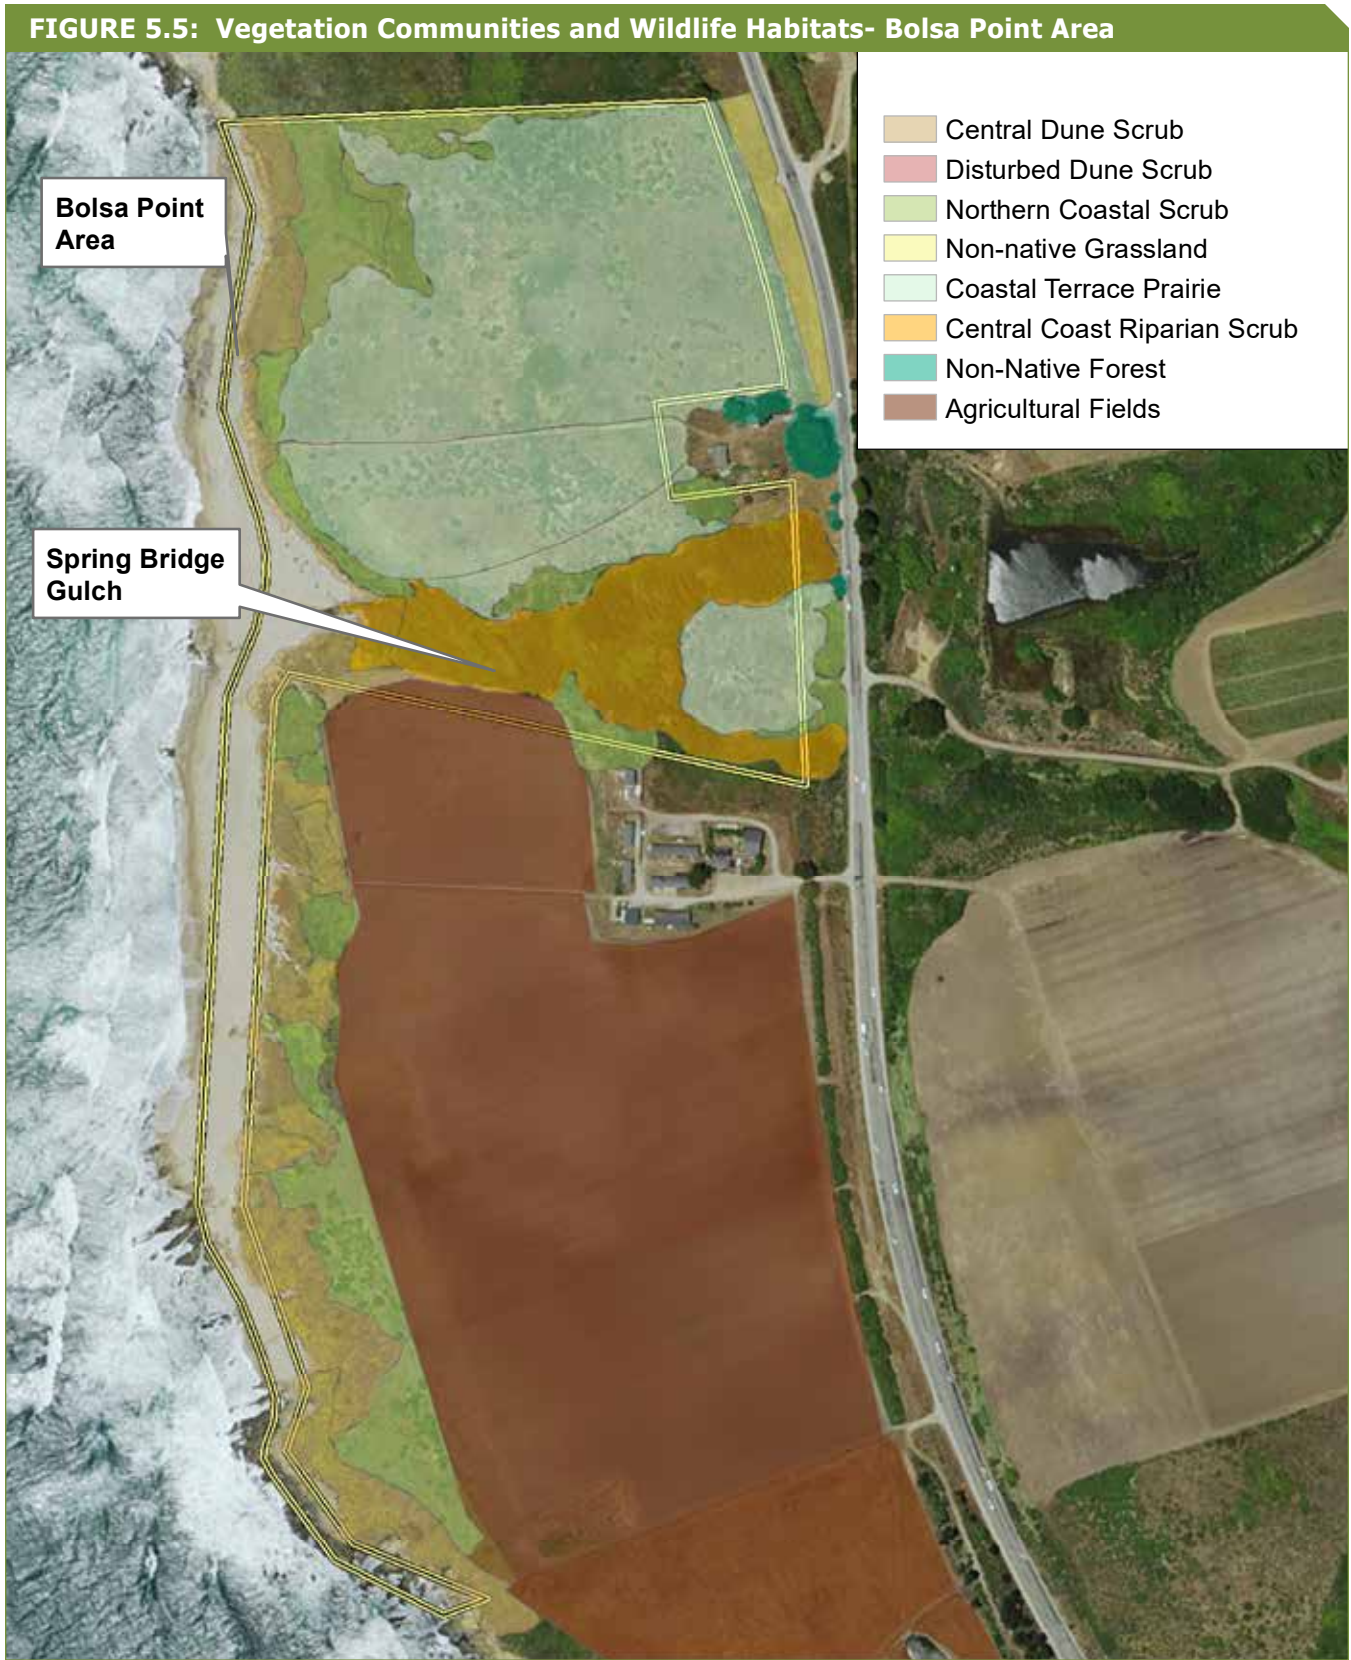 FIGURE 5.5: Vegetation Communities and Wildlife Habitats- Bolsa Point Area
Central Dune Scrub
Disturbed Dune Scrub
Northern Coastal Scrub
Non-native Grassland
Coastal Terrace Prairie
Central Coast Riparian Scrub
Non-Native Forest
Agricultural Fields
Bolsa Point
Area
Spring Bridge
Gulch